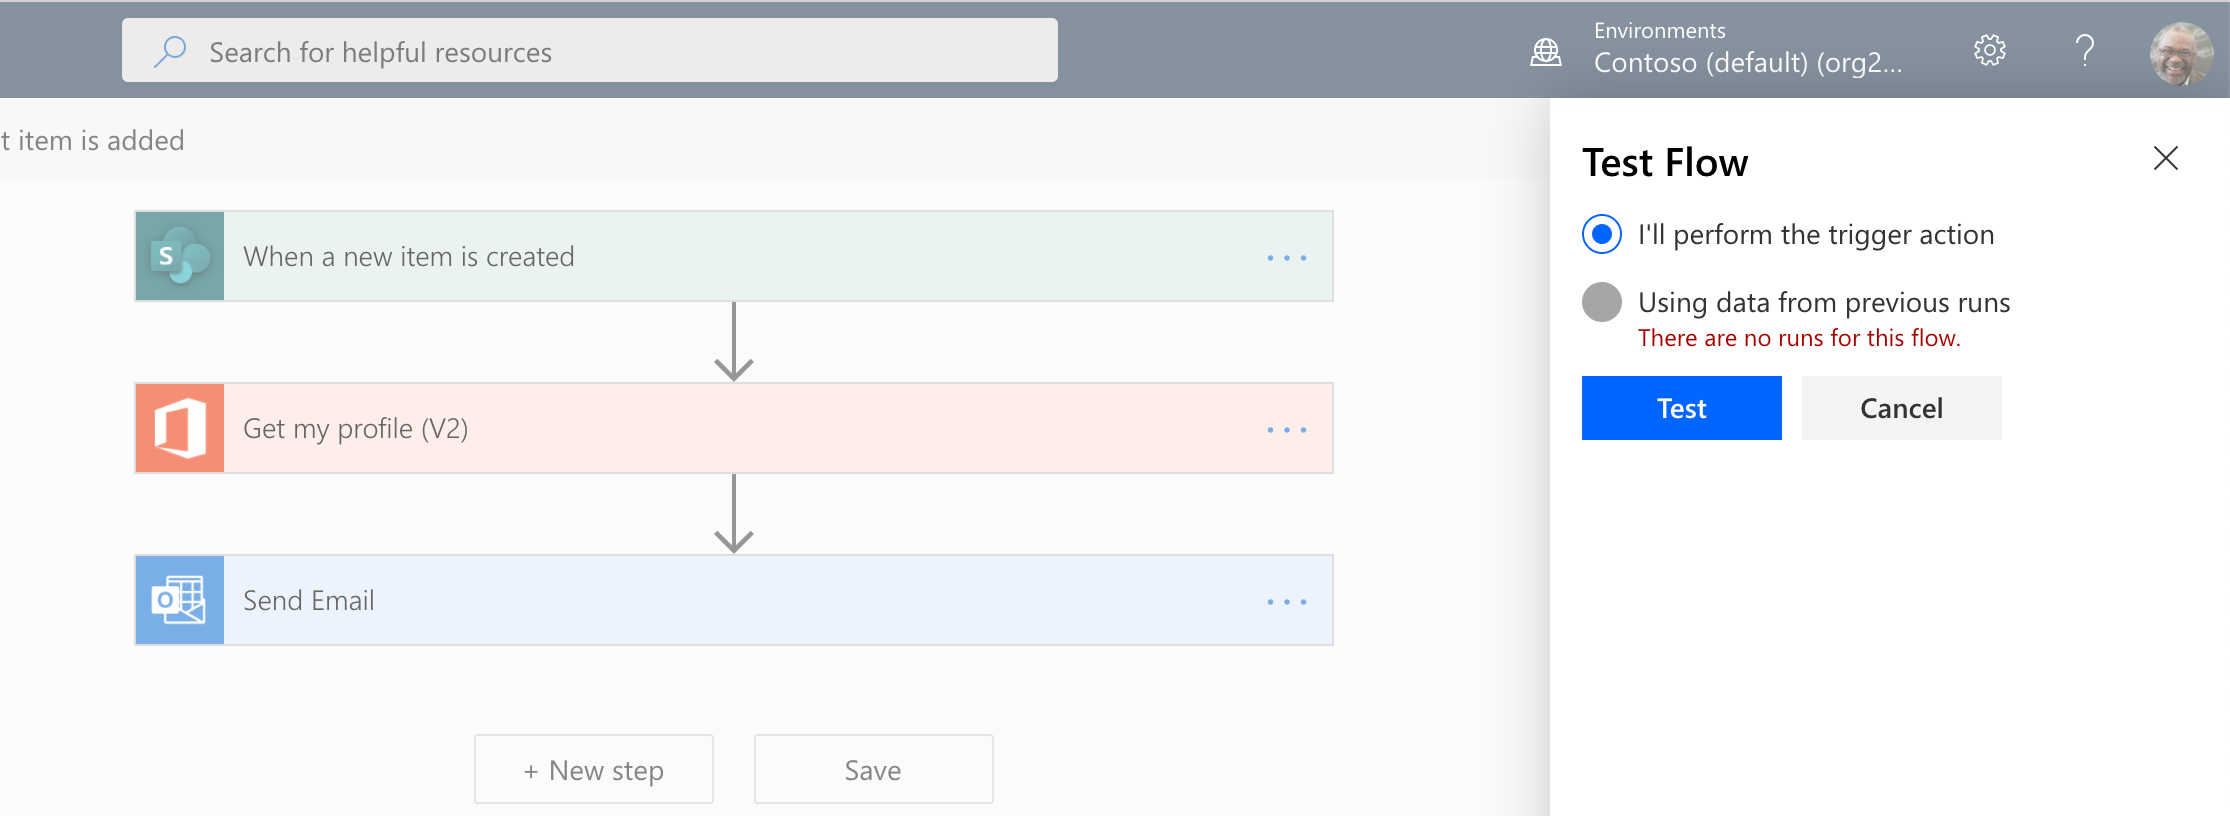 Search for helpful resources
Environments
Contoso (default) (org2...
t item is added
When a new item is created
Get my profile (V2)
Send Email
+ New step
Save
Test Flow
I'll perform the trigger action
Using data from previous runs
There are no runs for this flow.
Test
Cancel